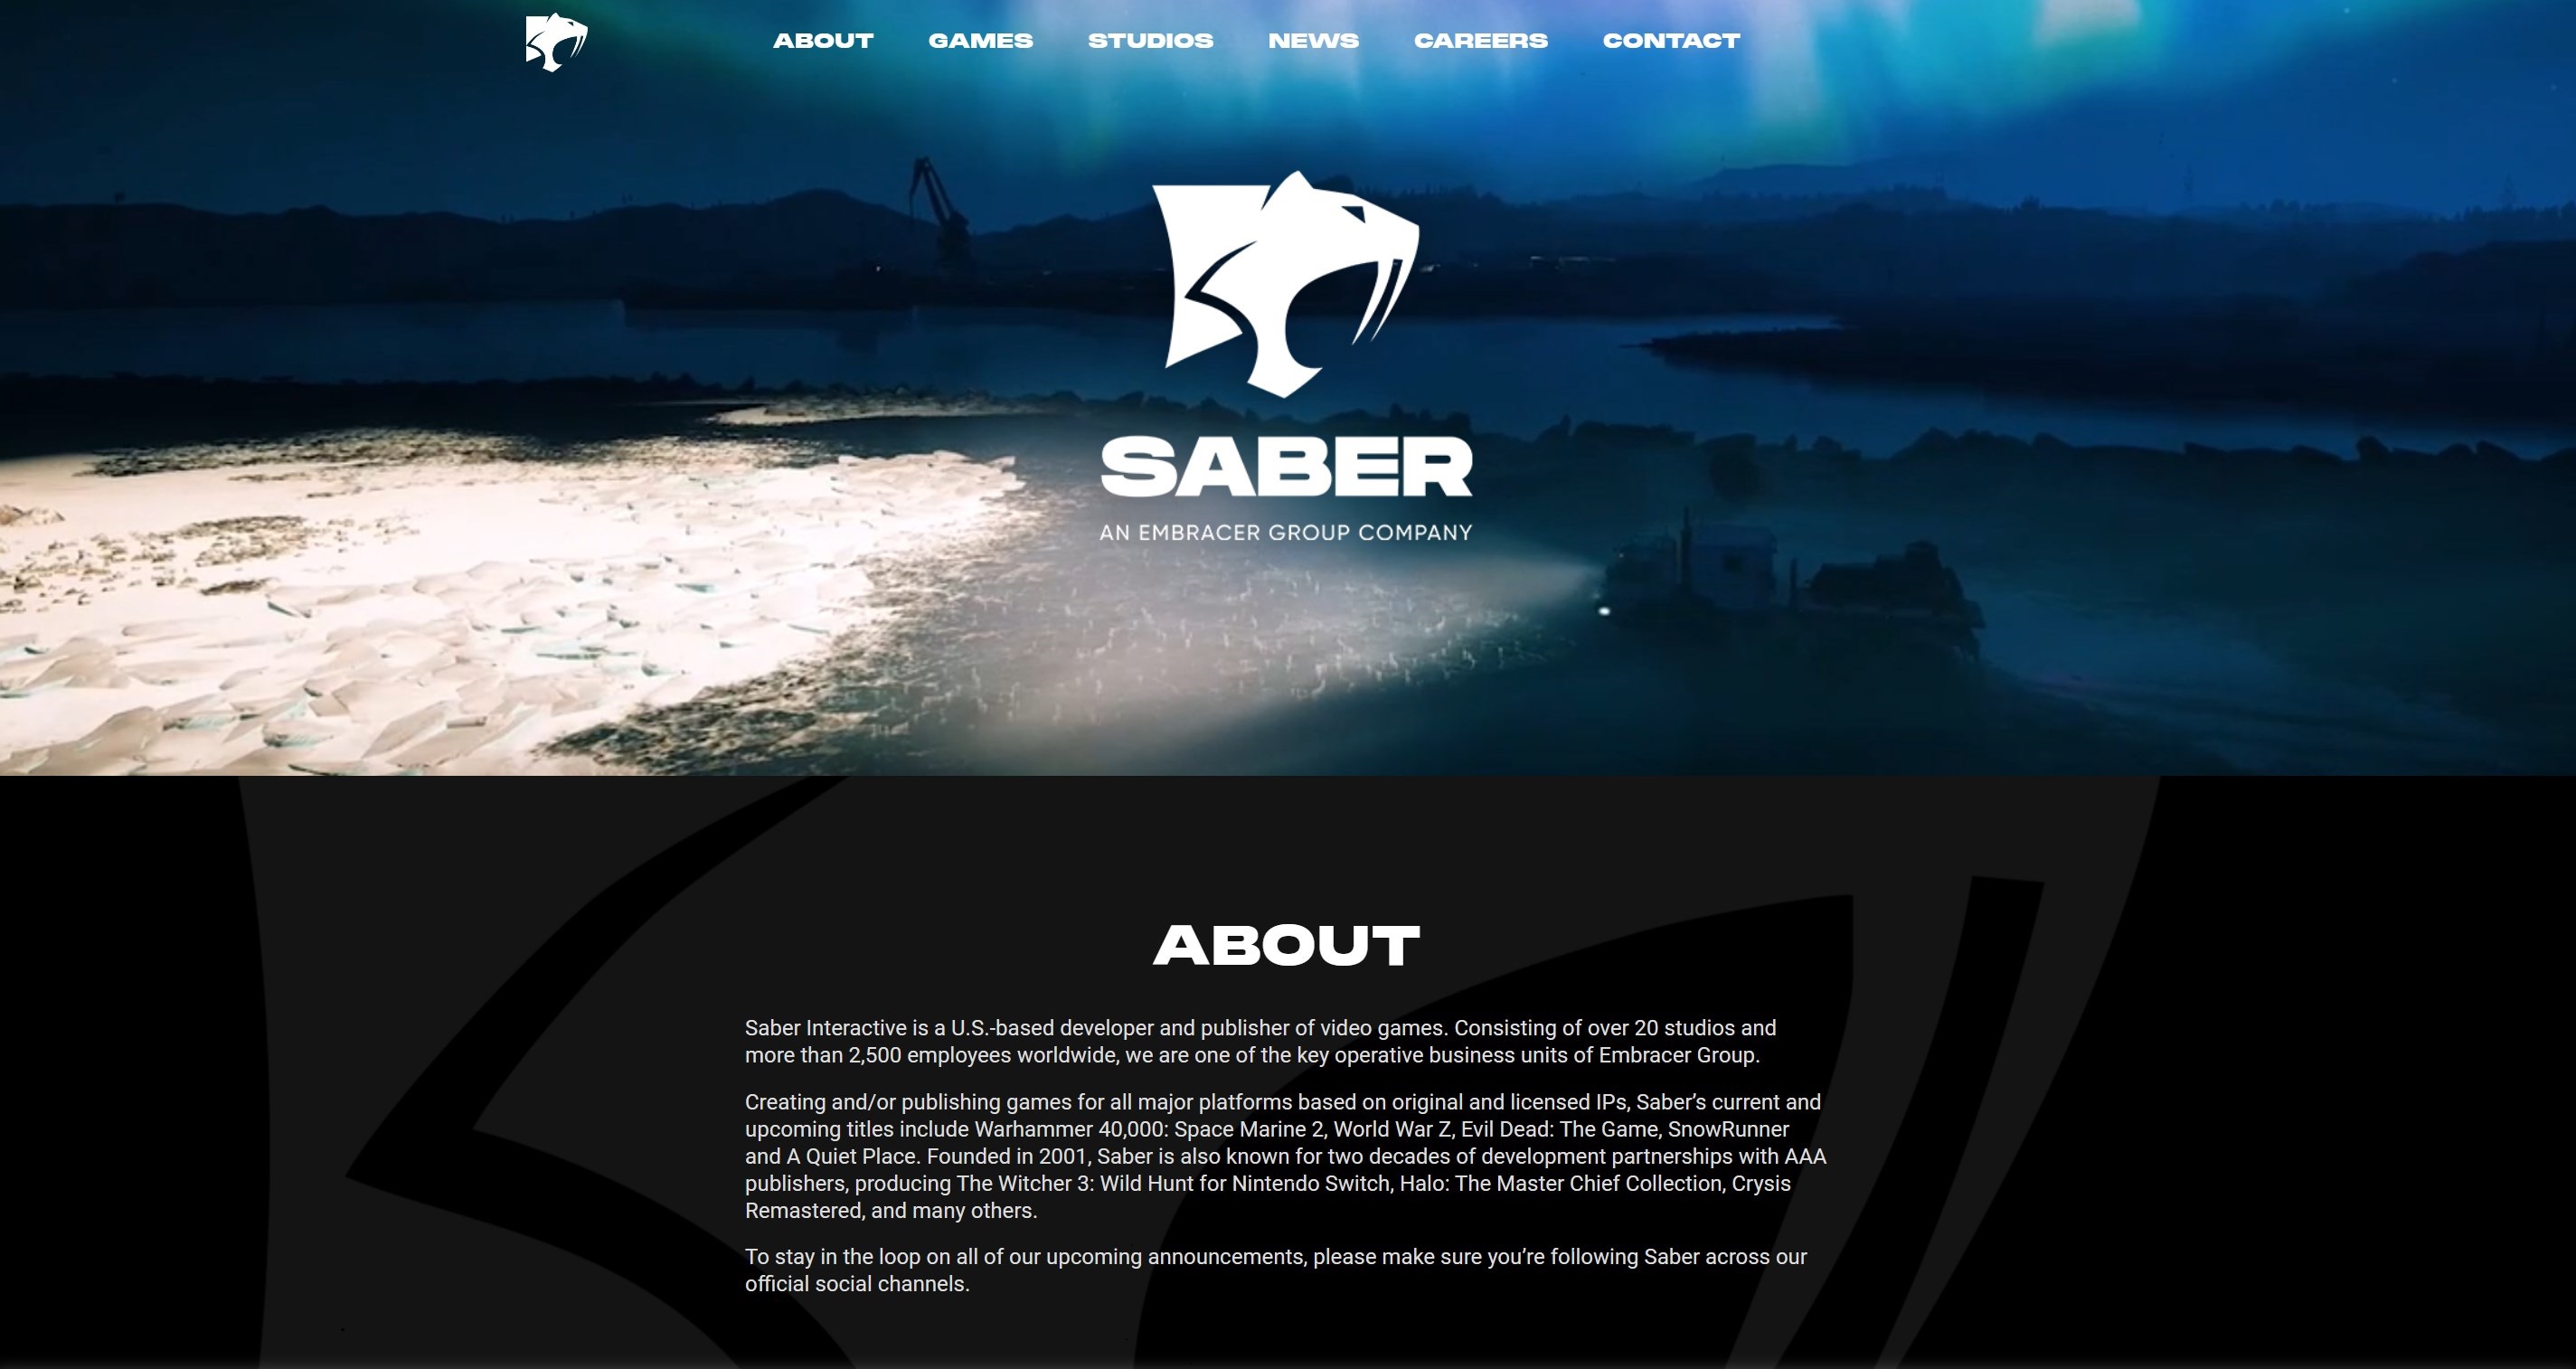 ABOUT GAMES STUDIOS NEWS CAREERS CONTACT
SABER
AN EMBRACER GROUP COMPANY
ABOUT
Saber Interactive is a U.S.-based developer and publisher of video games. Consisting of over 20 studios and
more than 2,500 employees worldwide, we are one of the key operative business units of Embracer Group.
Creating and/or publishing games for all major platforms based on original and licensed IPs, Saber’s current and
upcoming titles include Warhammer 40,000: Space Marine 2, World War Z, Evil Dead: The Game, SnowRunner
and A Quiet Place. Founded in 2001, Saber is also known for two decades of development partnerships with AAA
publishers, producing The Witcher 3: Wild Hunt for Nintendo Switch, Halo: The Master Chief Collection, Crysis
Remastered, and many others.
To stay in the loop on all of our upcoming announcements, please make sure you’re following Saber across our
official social channels.